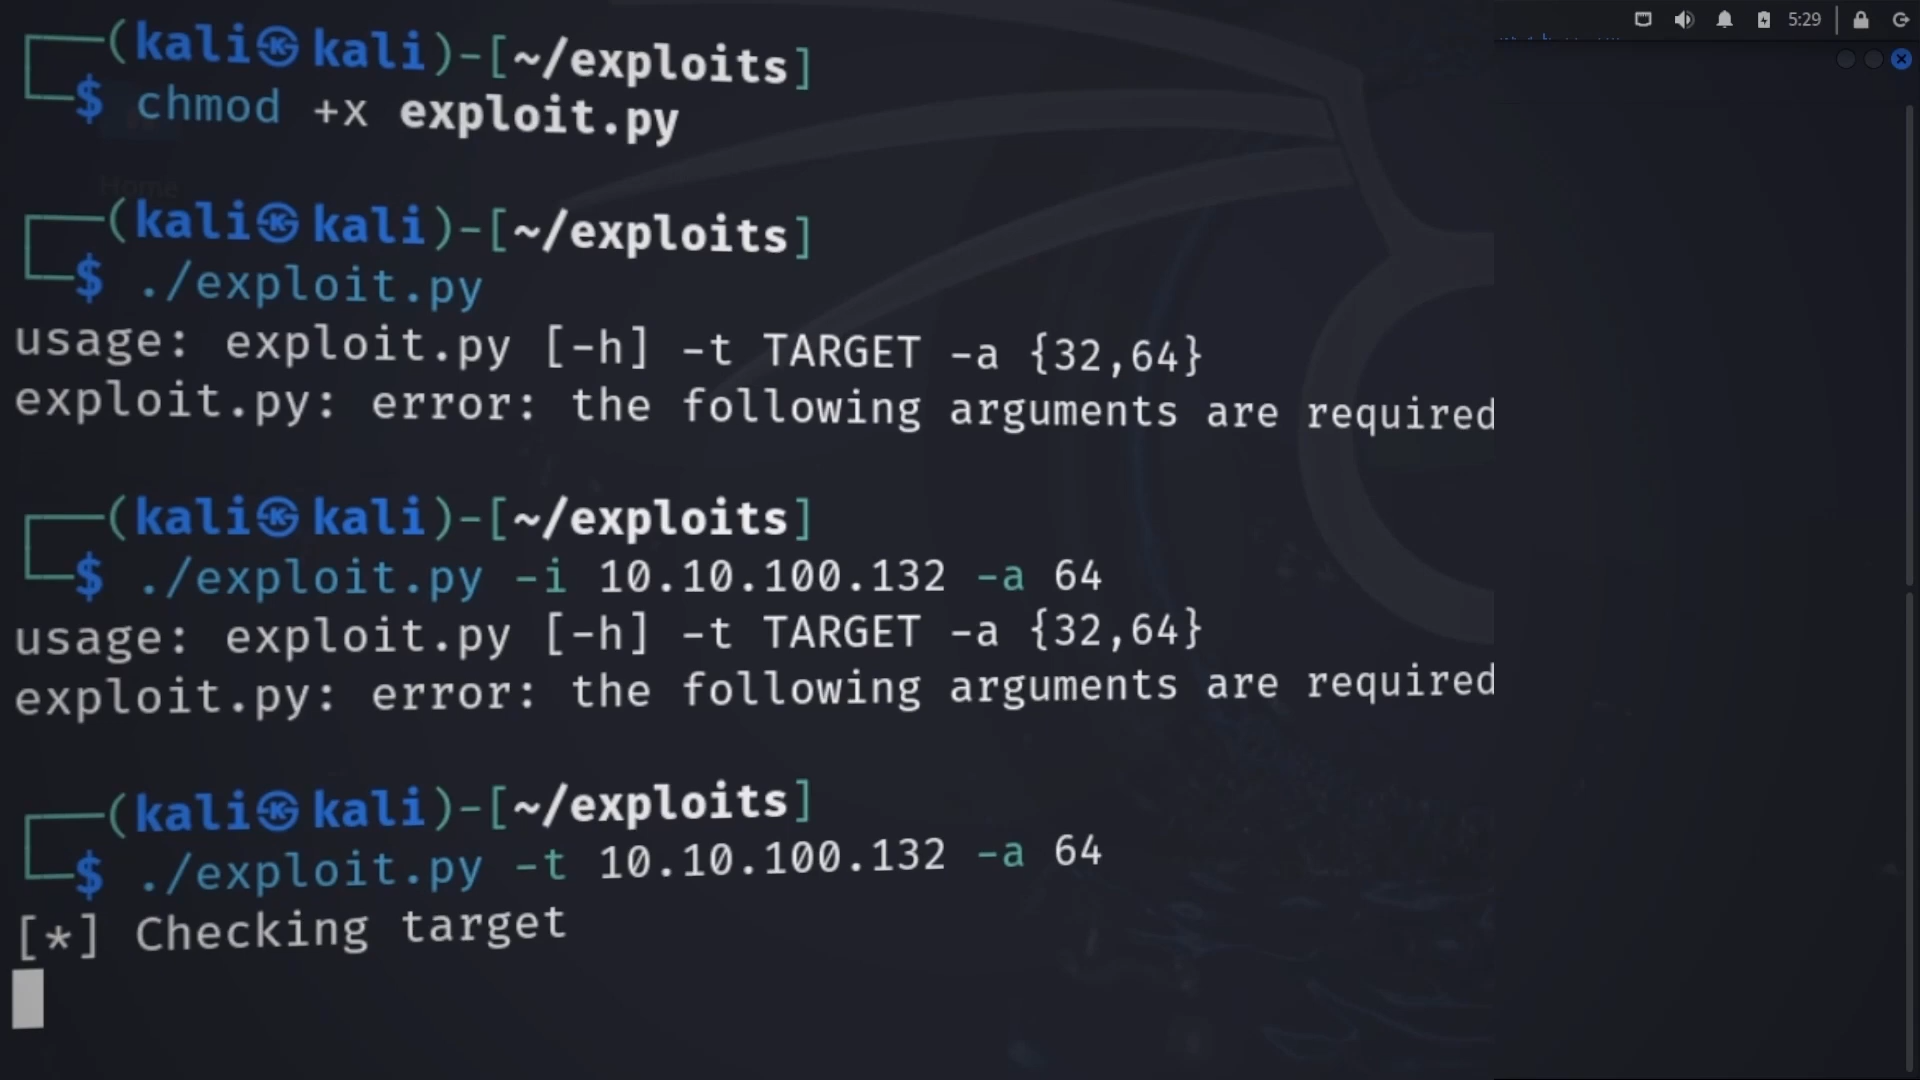 5:29
┌──(kali㉿kali)-[~/exploits]
└─$ chmod +x exploit.py
Home
┌──(kali㉿kali)-[~/exploits]
└─$ ./exploit.py
usage: exploit.py [-h] -t TARGET -a {32,64}
exploit.py: error: the following arguments are required
┌──(kali㉿kali)-[~/exploits]
└─$ ./exploit.py -i 10.10.100.132 -a 64
usage: exploit.py [-h] -t TARGET -a {32,64}
exploit.py: error: the following arguments are required
┌──(kali㉿kali)-[~/exploits]
└─$ ./exploit.py -t 10.10.100.132 -a 64
[*] Checking target